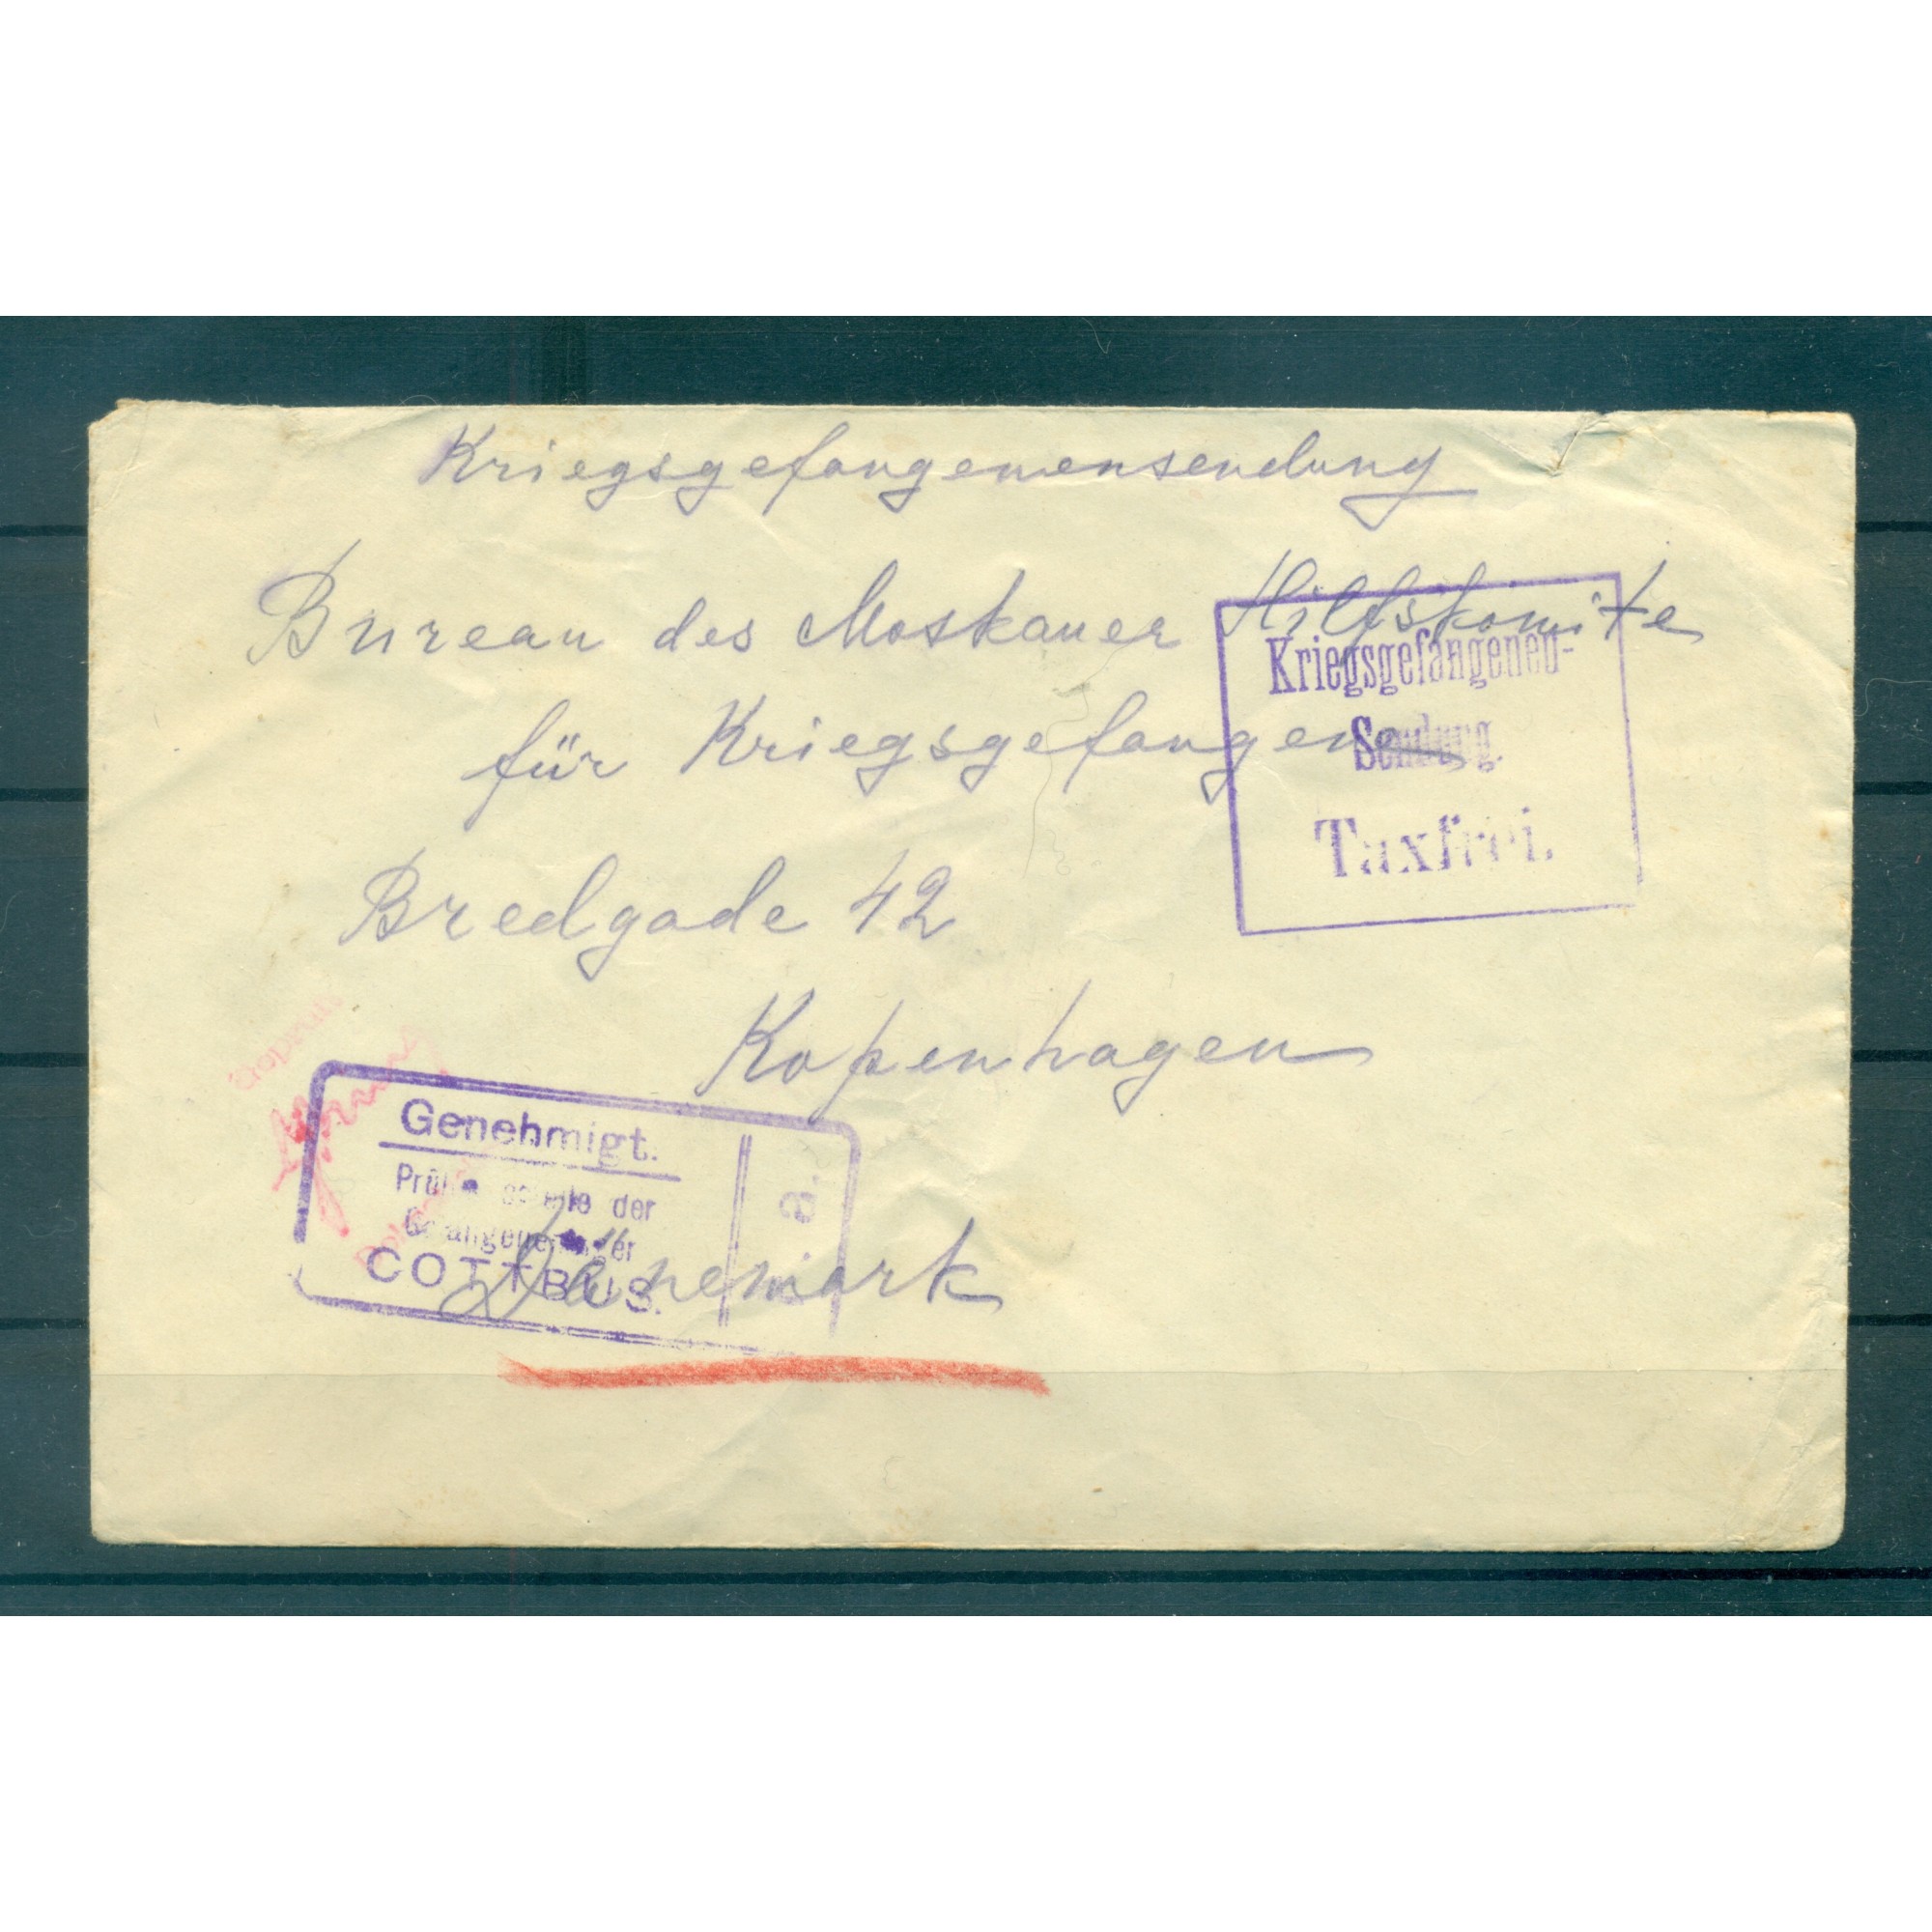 Kriegsgefangenensendung
Bureau des Moskauer Hilfskomite
Kriegsgefangenen-
Sendung.
Taxfrei.
für Kriegsgefangene
Bredgade 42
Kopenhagen
Genehmigt.
der
COTTBUS.
a.
Dänemark